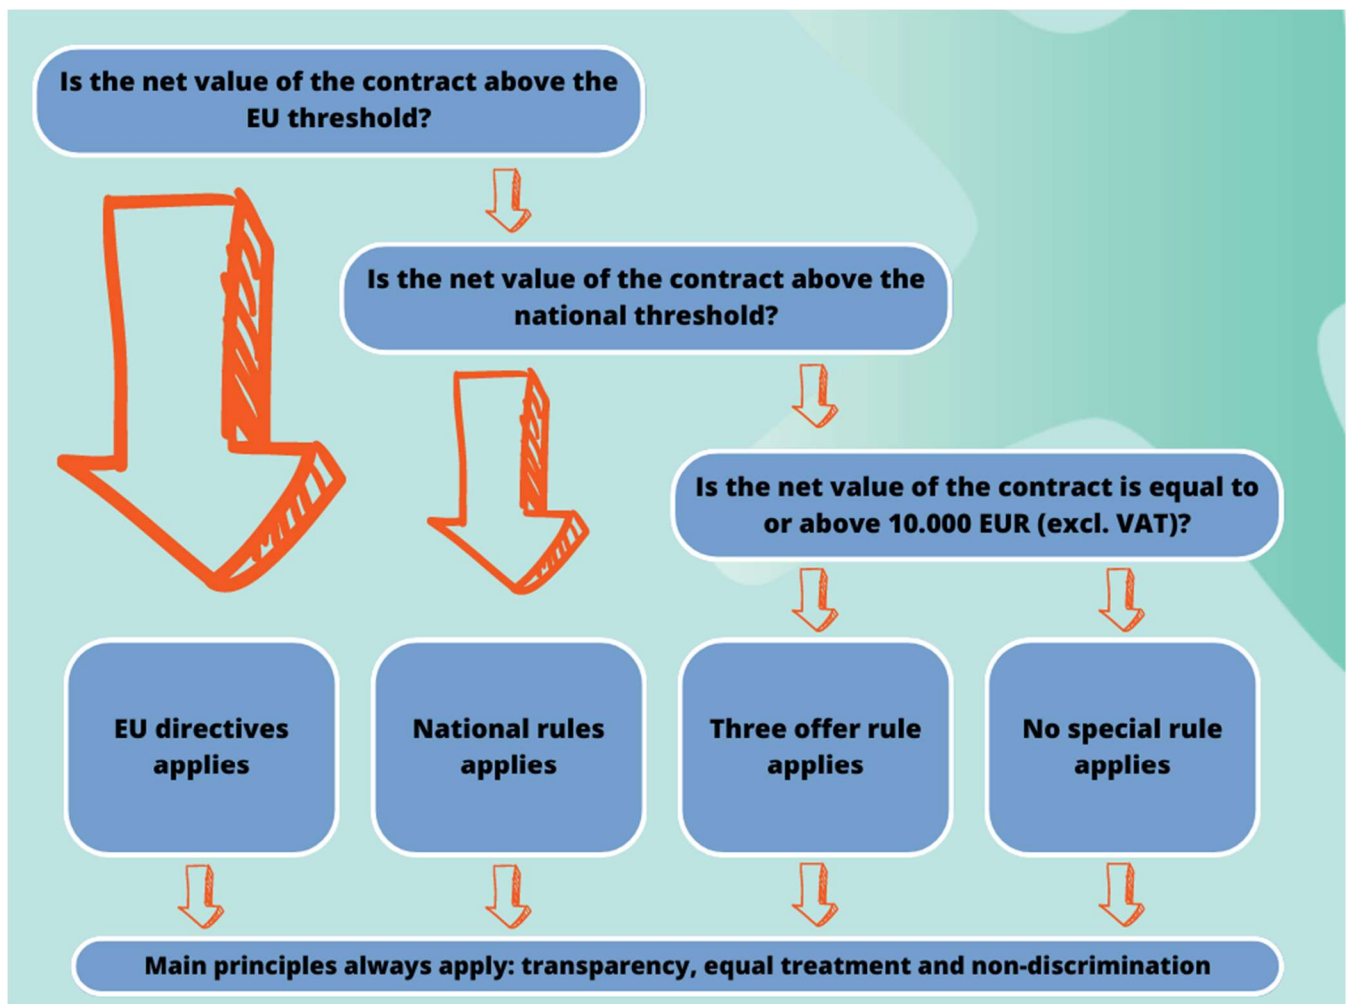 Is the net value of the contract above the
EU threshold?
Is the net value of the contract above the
national threshold?
Is the net value of the contract is equal to
or above 10.000 EUR (excl. VAT)?
EU directives
applies
National rules
applies
Three offer rule
applies
No special rule
applies
Main principles always apply: transparency, equal treatment and non-discrimination